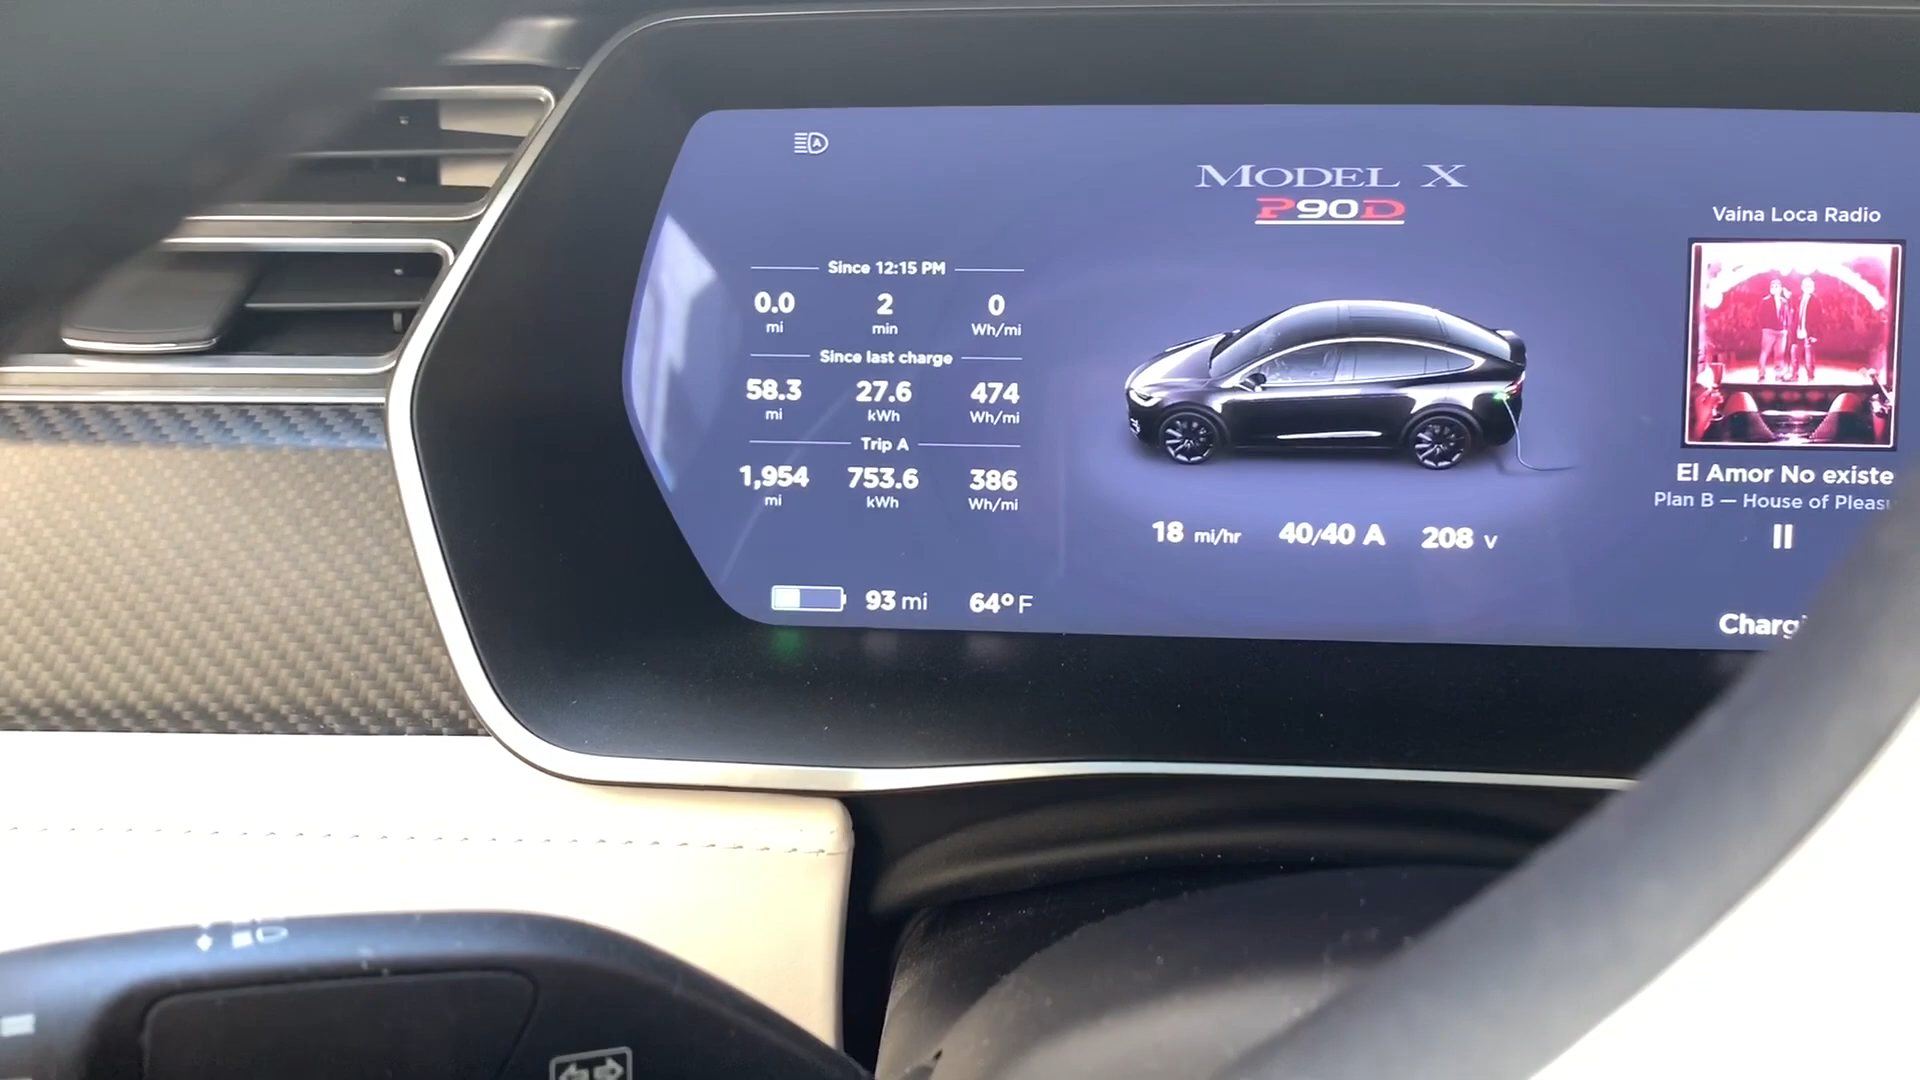 MODEL X
P90D
Since 12:15 PM
0.0 2 0
mi min Wh/mi
Since last charge
58.3 27.6 474
mi kWh Wh/mi
Trip A
1,954 753.6 386
mi kWh Wh/mi
93 mi 64° F
18 mi/hr 40/40 A 208 V
Vaina Loca Radio
El Amor No existe
Plan B — House of Pleas
Chargi